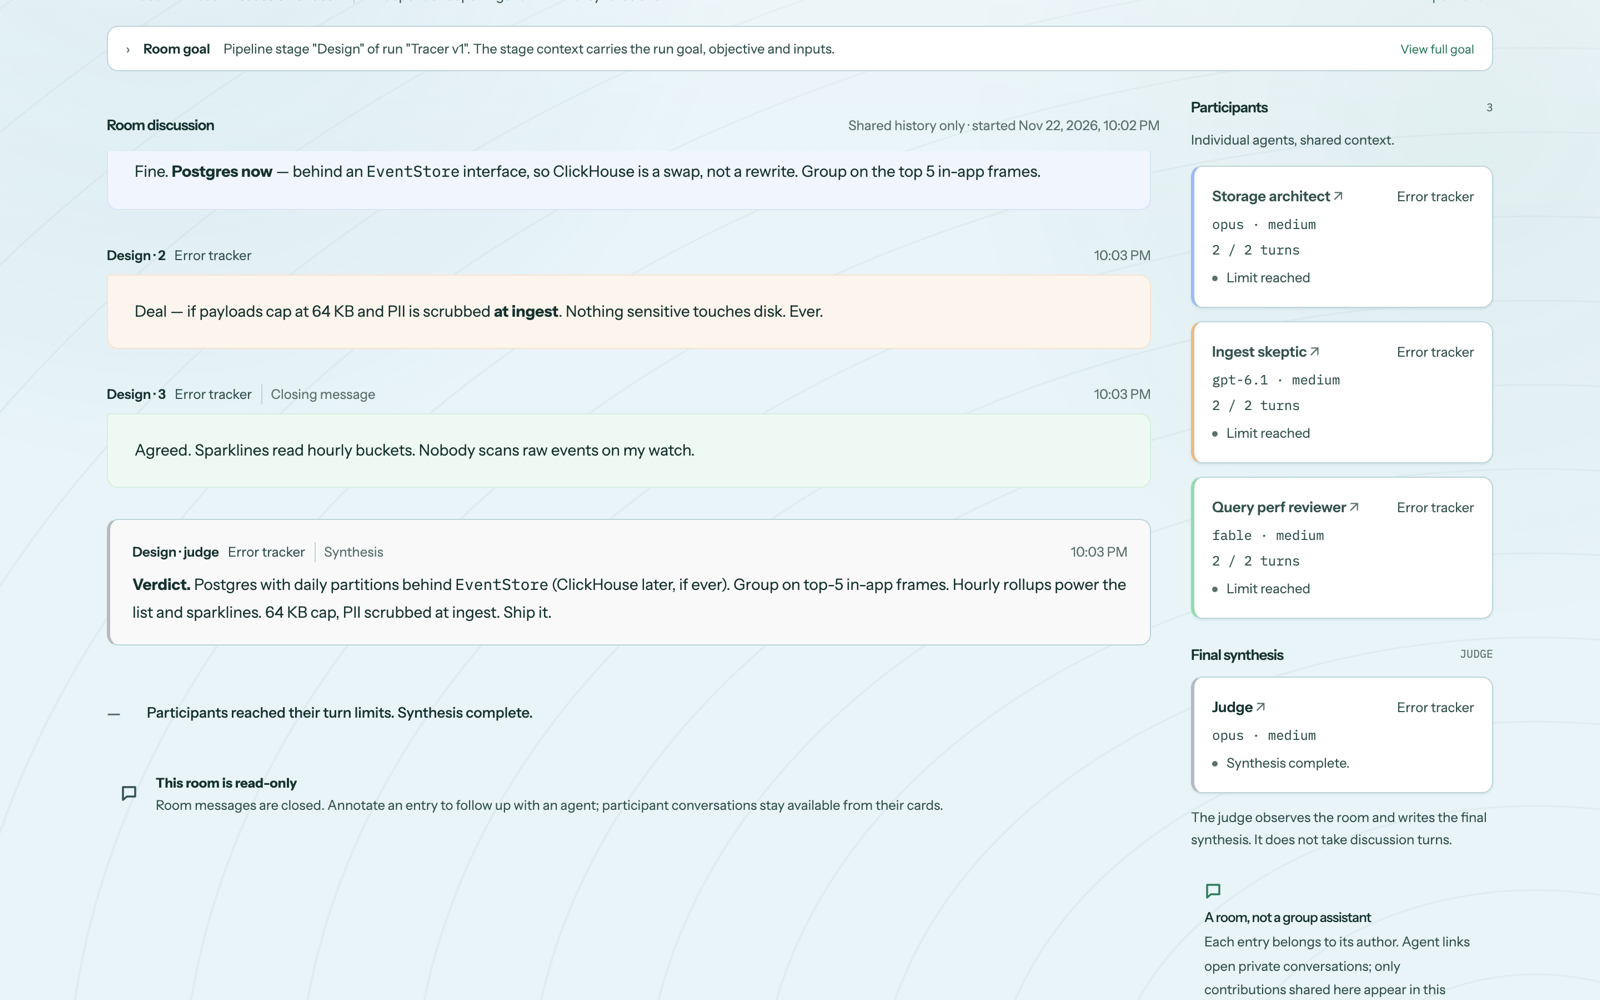 › Room goal Pipeline stage "Design" of run "Tracer v1". The stage context carries the run goal, objective and inputs. View full goal
Room discussion Shared history only · started Nov 22, 2026, 10:02 PM
Fine. Postgres now — behind an EventStore interface, so ClickHouse is a swap, not a rewrite. Group on the top 5 in-app frames.
Design · 2 Error tracker 10:03 PM
Deal — if payloads cap at 64 KB and PII is scrubbed at ingest. Nothing sensitive touches disk. Ever.
Design · 3 Error tracker Closing message 10:03 PM
Agreed. Sparklines read hourly buckets. Nobody scans raw events on my watch.
Design · judge Error tracker Synthesis 10:03 PM
Verdict. Postgres with daily partitions behind EventStore (ClickHouse later, if ever). Group on top-5 in-app frames. Hourly rollups power the
list and sparklines. 64 KB cap, PII scrubbed at ingest. Ship it.
— Participants reached their turn limits. Synthesis complete.
This room is read-only
Room messages are closed. Annotate an entry to follow up with an agent; participant conversations stay available from their cards.
Participants 3
Individual agents, shared context.
Storage architect ↗ Error tracker
opus · medium
2 / 2 turns
• Limit reached
Ingest skeptic ↗ Error tracker
gpt-6.1 · medium
2 / 2 turns
• Limit reached
Query perf reviewer ↗ Error tracker
fable · medium
2 / 2 turns
• Limit reached
Final synthesis JUDGE
Judge ↗ Error tracker
opus · medium
• Synthesis complete.
The judge observes the room and writes the final
synthesis. It does not take discussion turns.
A room, not a group assistant
Each entry belongs to its author. Agent links
open private conversations; only
contributions shared here appear in this